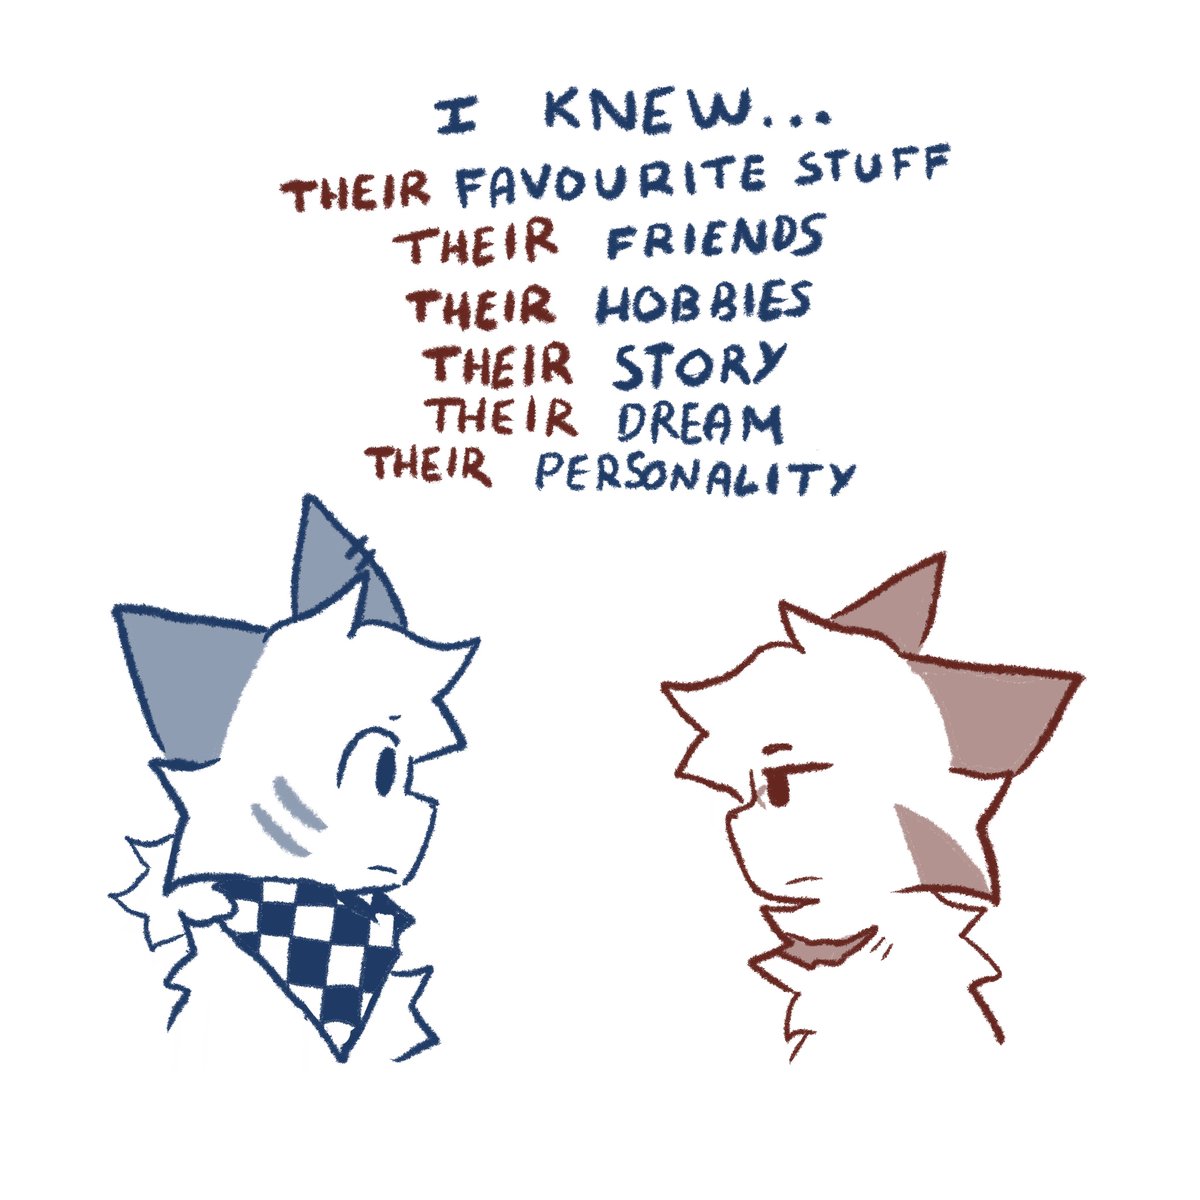 I KNEW...
THEIR FAVOURITE STUFF
THEIR FRIENDS
THEIR HOBBIES
THEIR STORY
THEIR DREAM
THEIR PERSONALITY